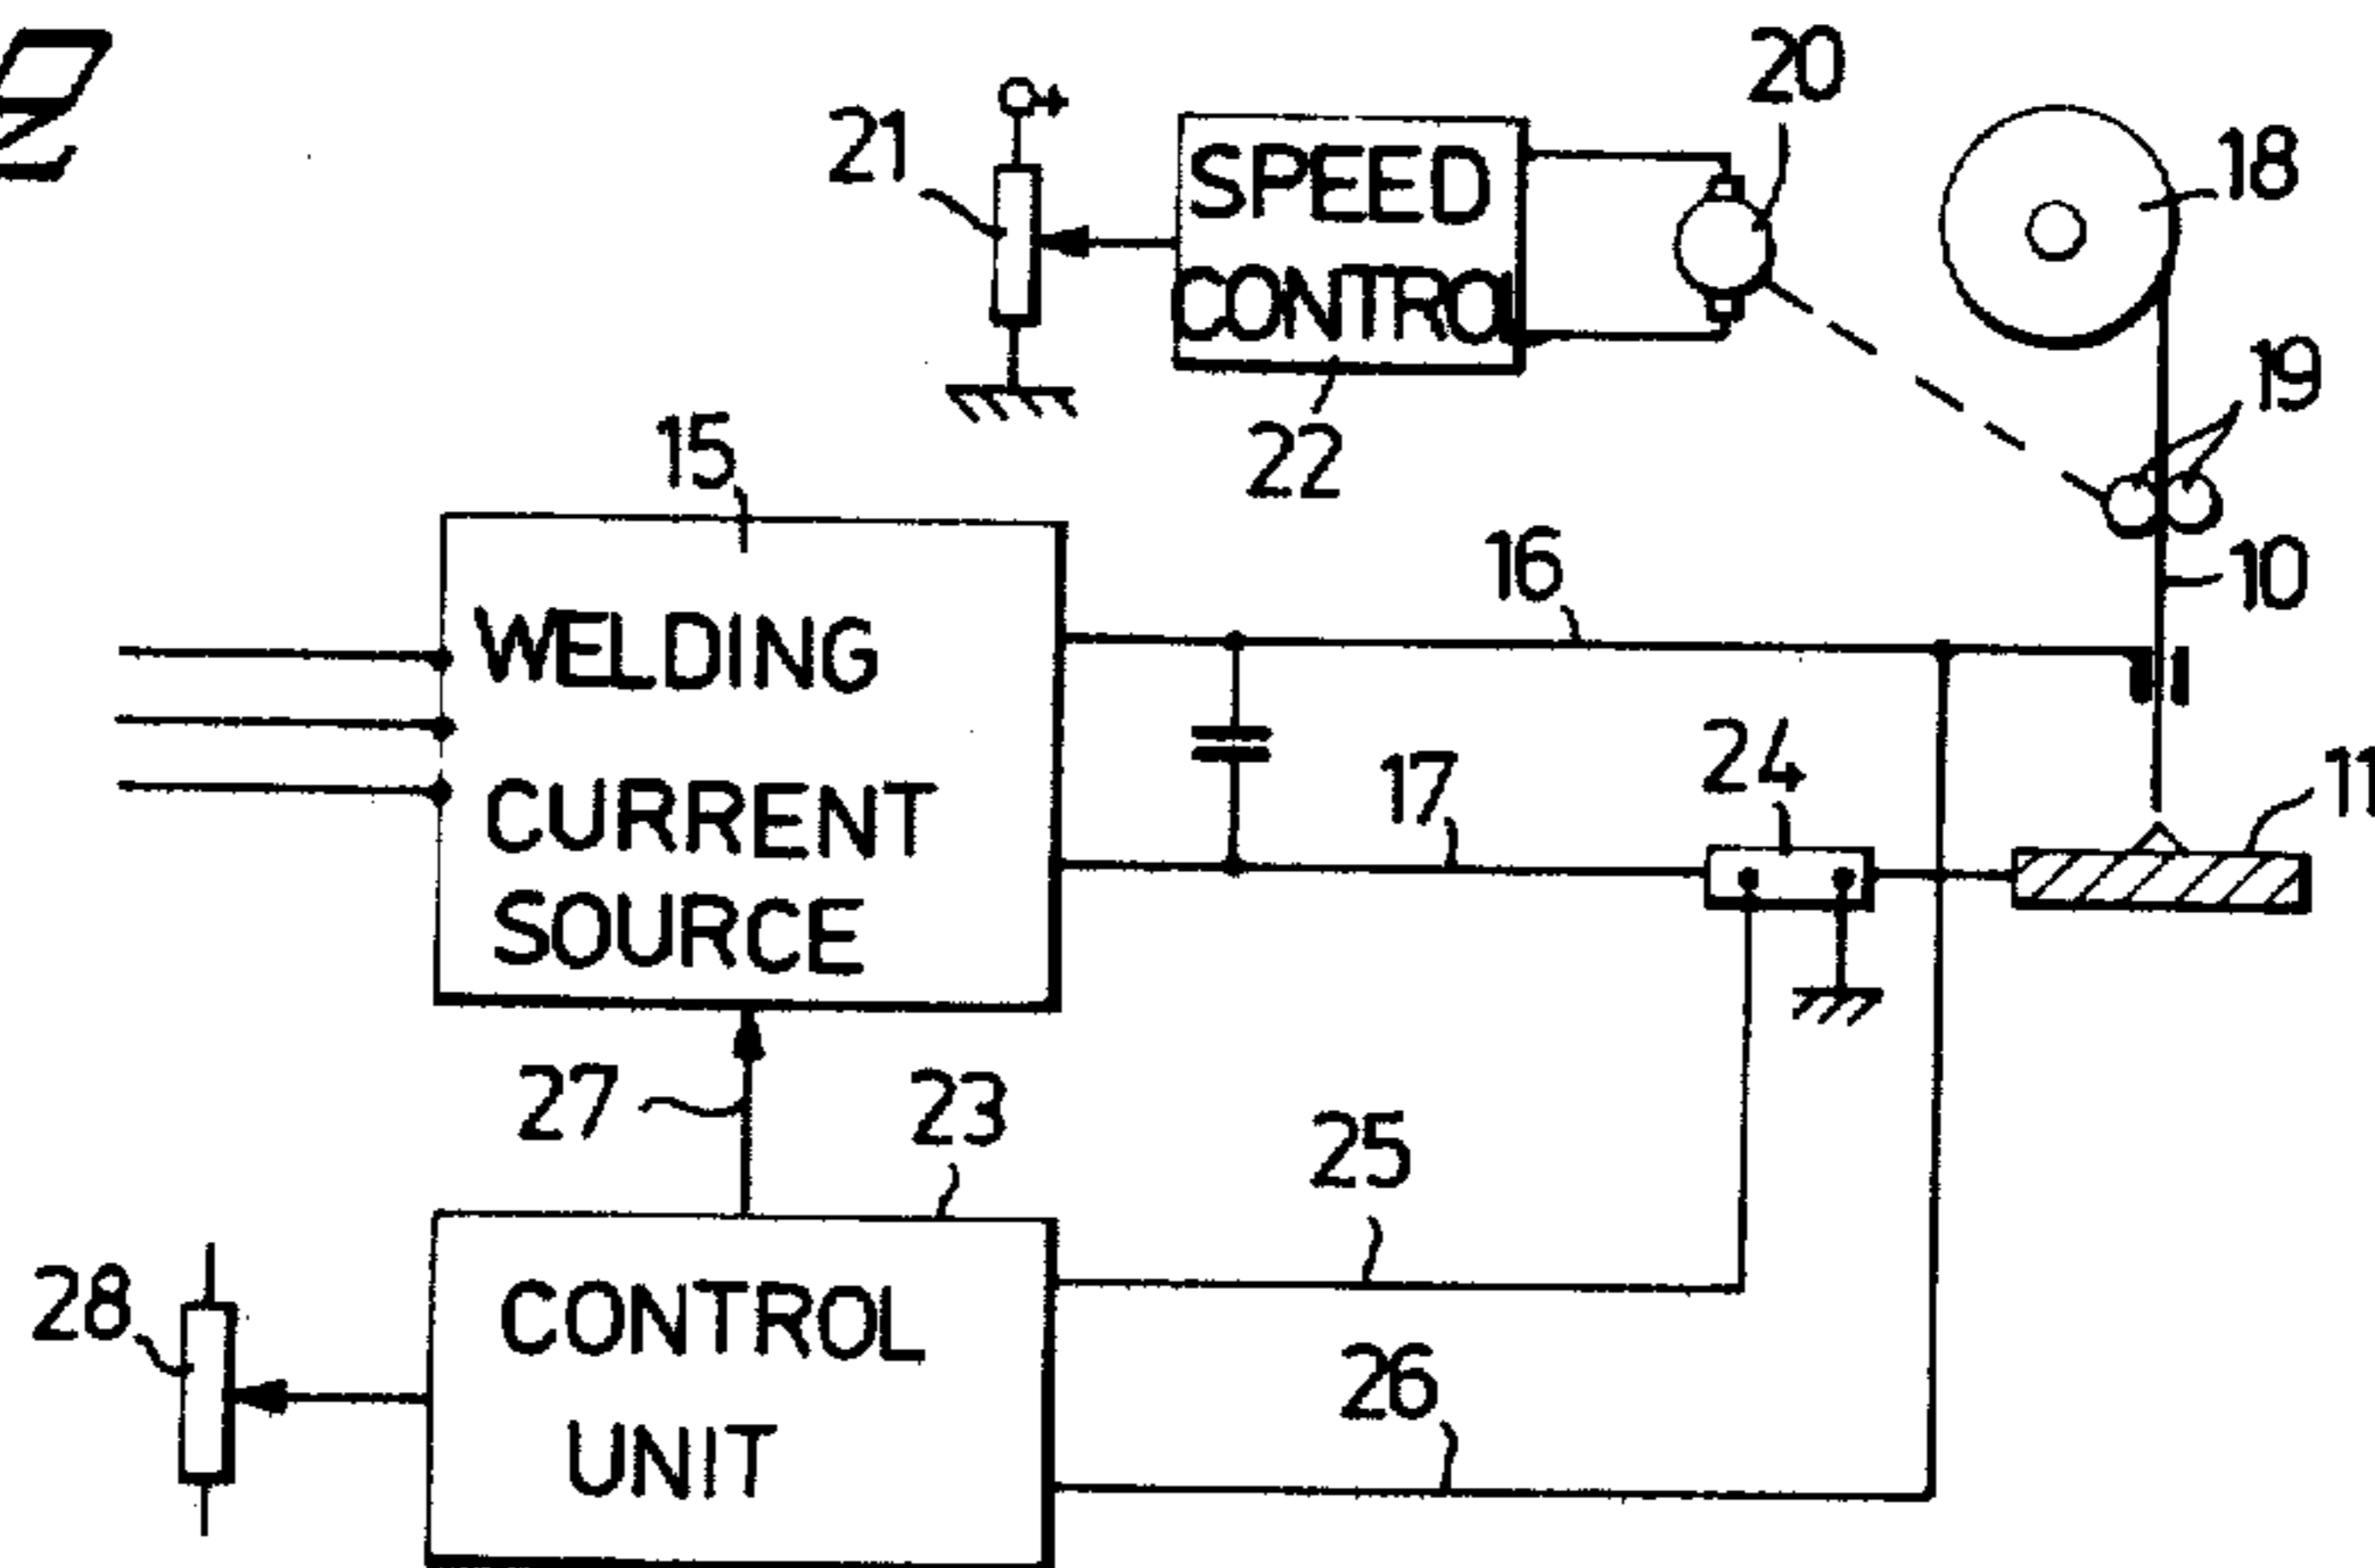 20
21
SPEED
18
CONTROL
19
15
22
16
10
WELDING
24
17
11
CURRENT
SOURCE
27
23
25
28
CONTROL
26
UNIT